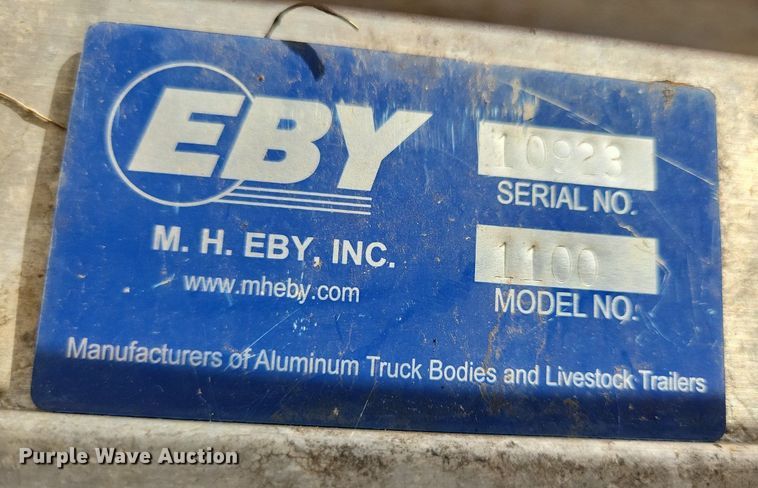 EBY
M. H. EBY, INC.
www.mheby.com
10923
SERIAL NO.
1100
MODEL NO.
Manufacturers of Aluminum Truck Bodies and Livestock Trailers
Purple Wave Auction